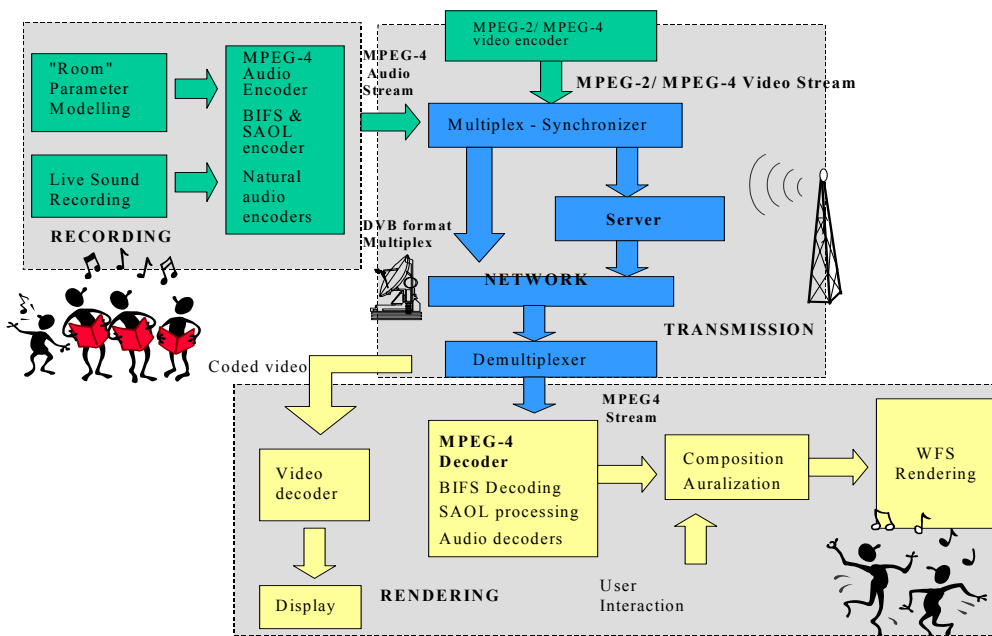 "Room"
Parameter
Modelling
Live Sound
Recording
MPEG-4
Audio
Encoder
BIFS &
SAOL
encoder
Natural
audio
encoders
RECORDING
MPEG-4
Audio
Stream
MPEG-2/ MPEG-4
video encoder
MPEG-2/ MPEG-4 Video Stream
Multiplex - Synchronizer
Server
DVB format
Multiplex
NETWORK
TRANSMISSION
Demultiplexer
Coded video
MPEG4
Stream
Video
decoder
Display
MPEG-4
Decoder
BIFS Decoding
SAOL processing
Audio decoders
Composition
Auralization
WFS
Rendering
User
Interaction
RENDERING